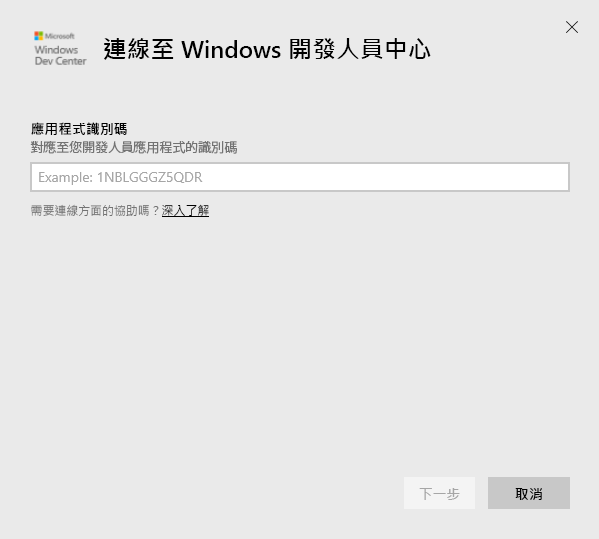 Microsoft
Windows
Dev Center
連線至 Windows 開發人員中心
應用程式識別碼
對應至您開發人員應用程式的識別碼
Example: 1NBLGGGZ5QDR
需要連線方面的協助嗎？深入了解
下一步
取消